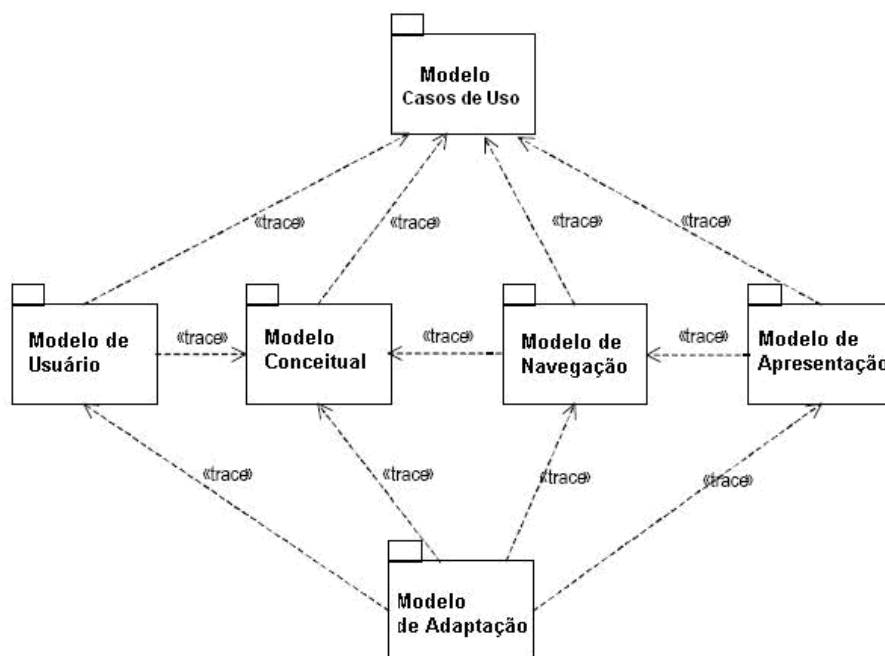 Modelo
Casos de Uso
«trace»
«trace»
«trace»
«trace»
Modelo de
Usuário
«trace»
Modelo
Conceitual
«trace»
Modelo de
Navegação
«trace»
Modelo de
Apresentação
«trace»
«trace»
«trace»
«trace»
Modelo
de Adaptação